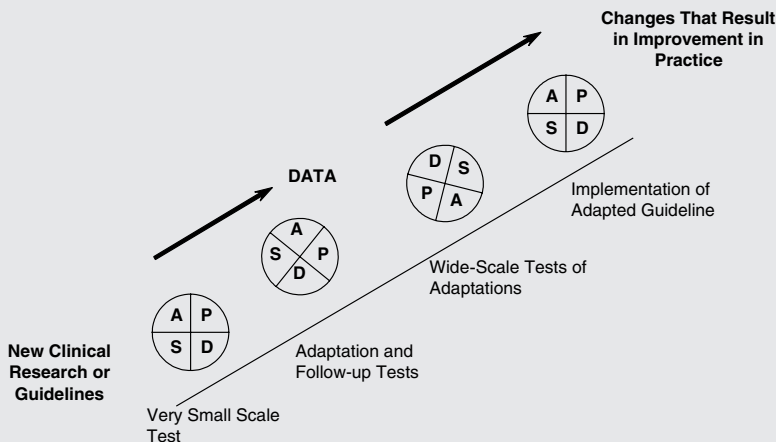 Changes That Result
in Improvement in
Practice
A P
S D
DATA
D S
P A
Implementation of
Adapted Guideline
A
S P
D
Wide-Scale Tests of
Adaptations
A P
S D
New Clinical
Research or
Guidelines
Adaptation and
Follow-up Tests
Very Small Scale
Test